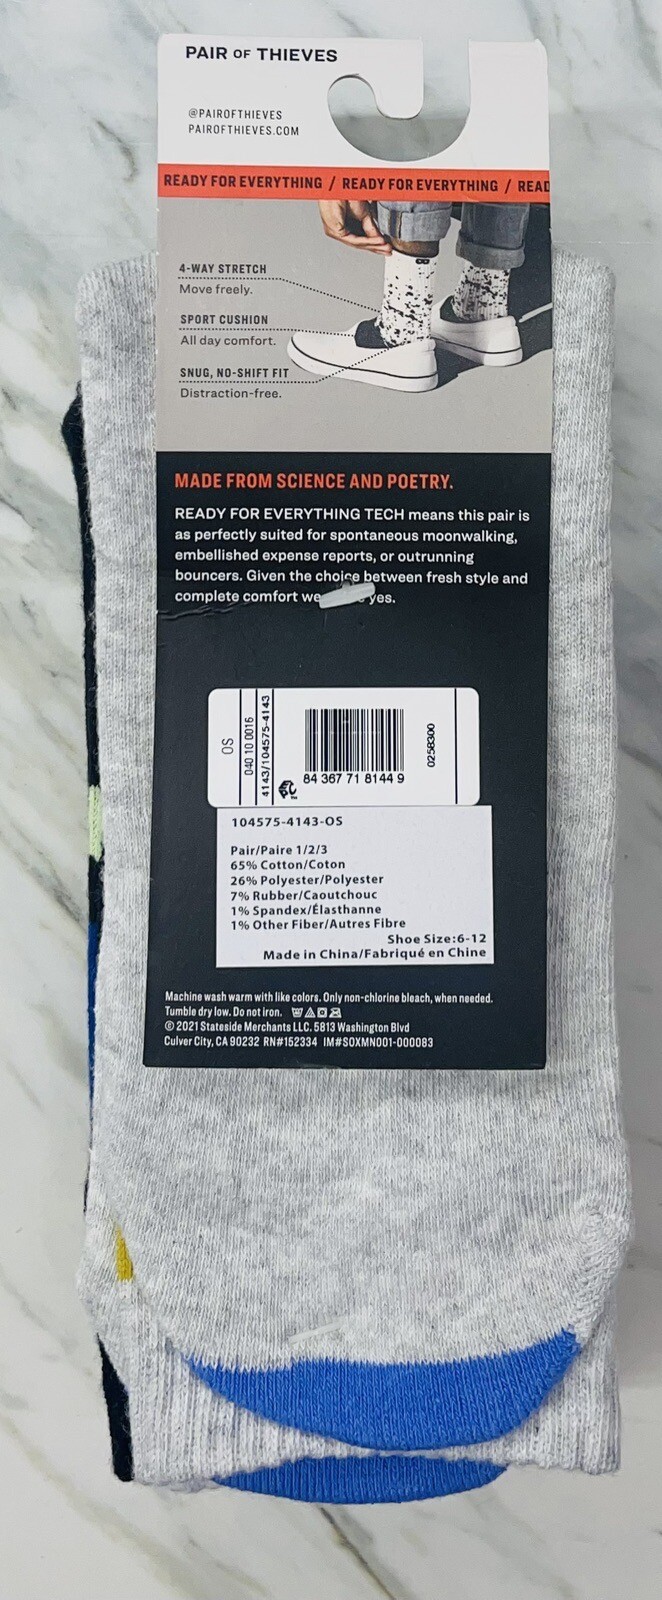 PAIR OF THIEVES
@PAIROFTHIEVES
PAIROFTHIEVES.COM
READY FOR EVERYTHING / READY FOR EVERYTHING / READ
4-WAY STRETCH
Move freely.
SPORT CUSHION
All day comfort.
SNUG, NO-SHIFT FIT
Distraction-free.
MADE FROM SCIENCE AND POETRY.
READY FOR EVERYTHING TECH means this pair is
as perfectly suited for spontaneous moonwalking,
embellished expense reports, or outrunning
bouncers. Given the choice between fresh style and
complete comfort we yes.
OS
040 10 0016
4143/104575-4143
84 367 71 8144 9
0258300
104575-4143-OS
Pair/Paire 1/2/3
65% Cotton/Coton
26% Polyester/Polyester
7% Rubber/Caoutchouc
1% Spandex/Élasthanne
1% Other Fiber/Autres Fibre
Shoe Size:6-12
Made in China/Fabriqué en Chine
Machine wash warm with like colors. Only non-chlorine bleach, when needed.
Tumble dry low. Do not iron.
© 2021 Stateside Merchants LLC. 5813 Washington Blvd
Culver City, CA 90232 RN#152334 IM#SOXMN001-000083